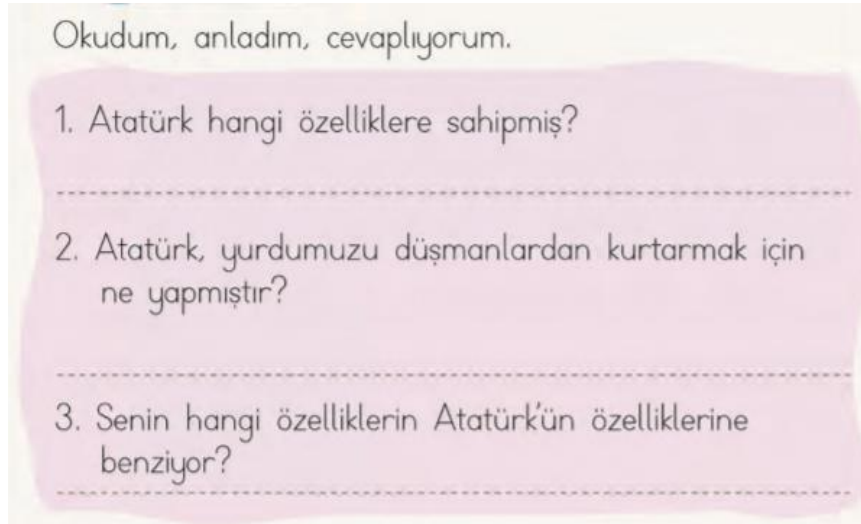 Okudum, anladım, cevaplıyorum.
1. Atatürk hangi özelliklere sahipmiş?
2. Atatürk, yurdumuzu düşmanlardan kurtarmak için
ne yapmıştır?
3. Senin hangi özelliklerin Atatürk'ün özelliklerine
benziyor?